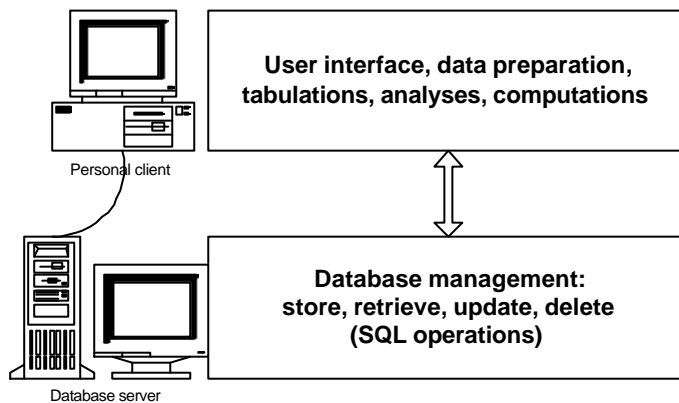 User interface, data preparation,
tabulations, analyses, computations
Personal client
Database management:
store, retrieve, update, delete
(SQL operations)
Database server